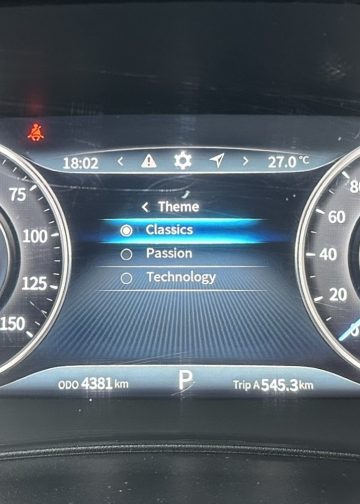 18:02 27.0 °C
Theme
Classics
Passion
Technology
75
100
125
150
60
40
20
0
ODO 4381 km P Trip A 545.3 km